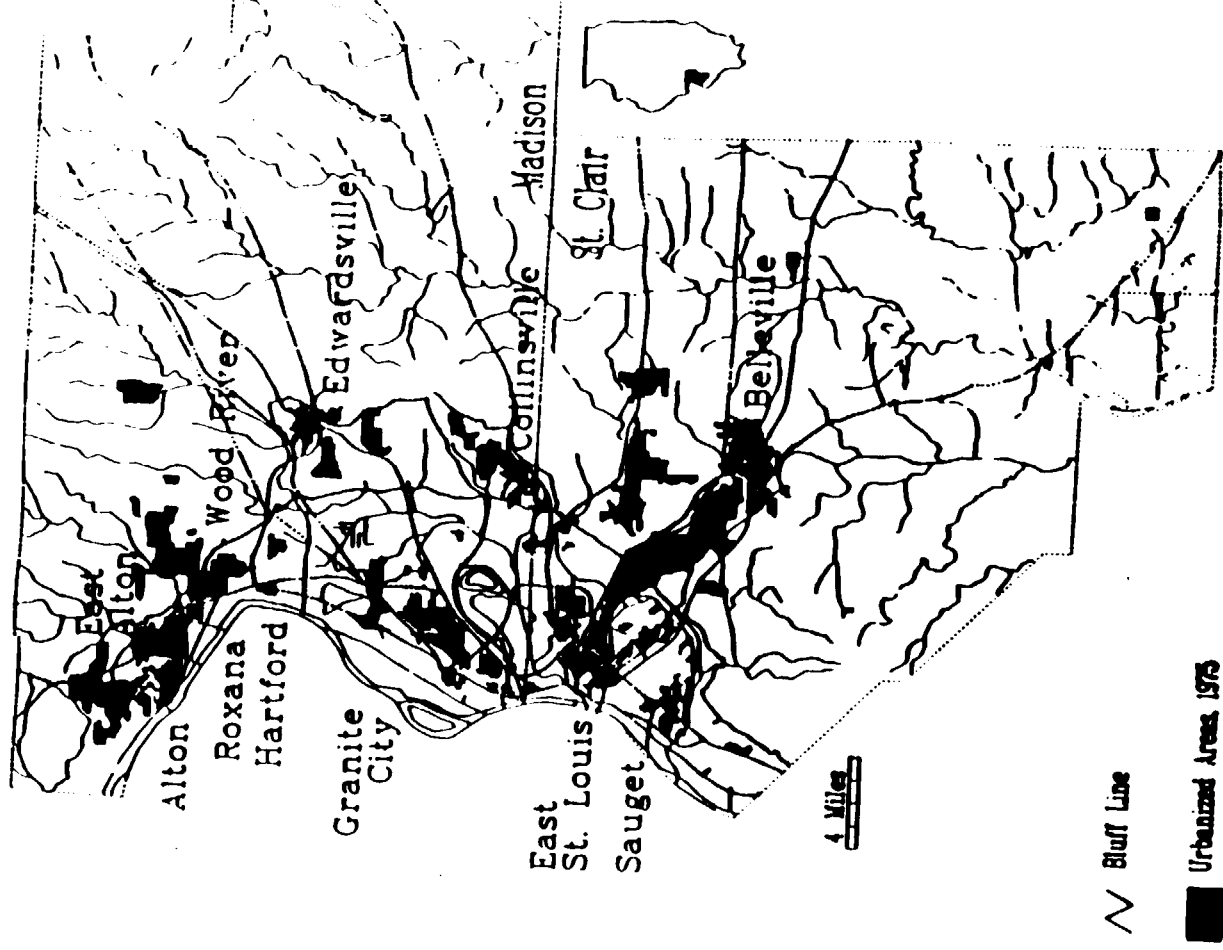 East
Alton
Wood River
Edwardsville
Alton
Roxana
Hartford
Granite
City
Collinsville
Madison
St. Clair
East
St. Louis
Sauget
Belleville
4 Miles
Bluff Line
Urbanized Areas, 1975